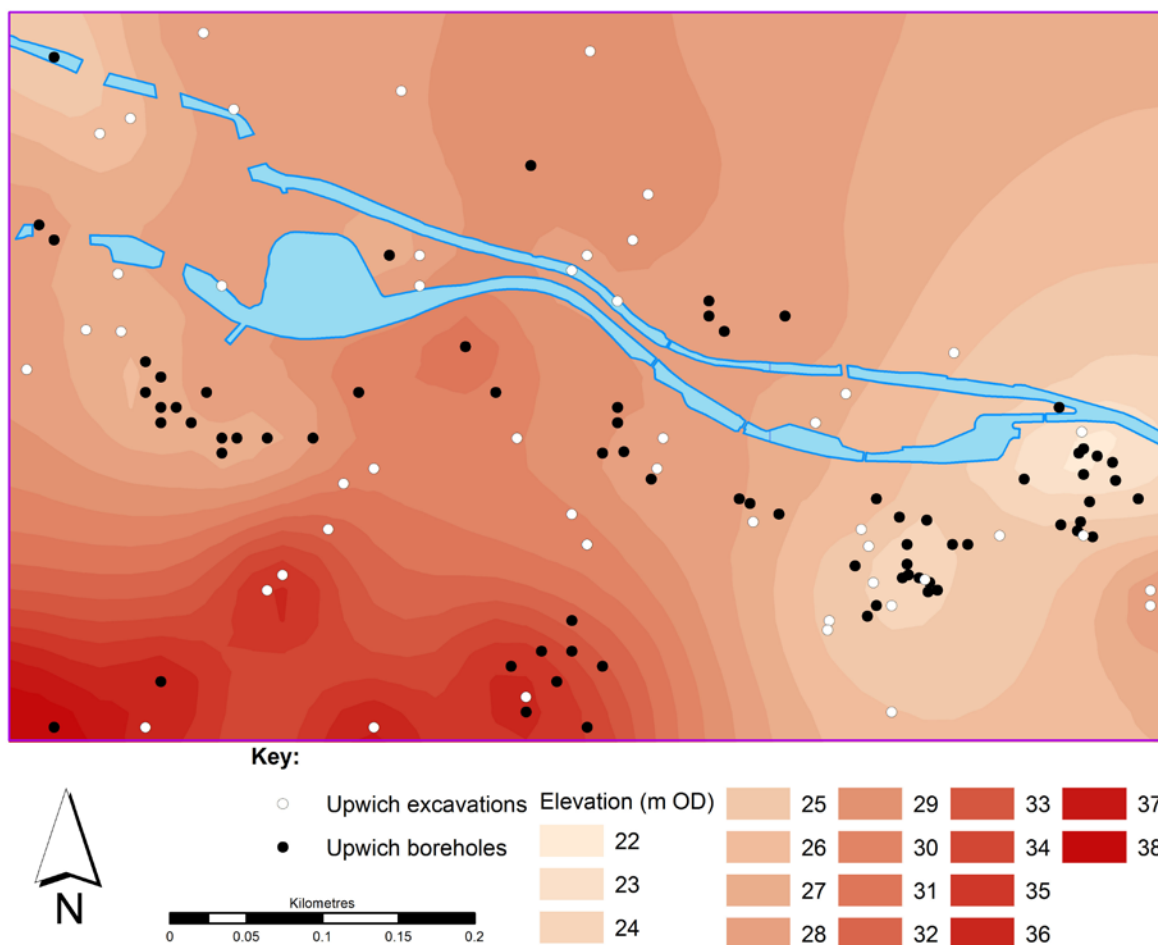 Key:
Upwich excavations
Upwich boreholes
N
Kilometres
0 0.05 0.1 0.15 0.2
Elevation (m OD)
22
23
24
25
26
27
28
29
30
31
32
33
34
35
36
37
38